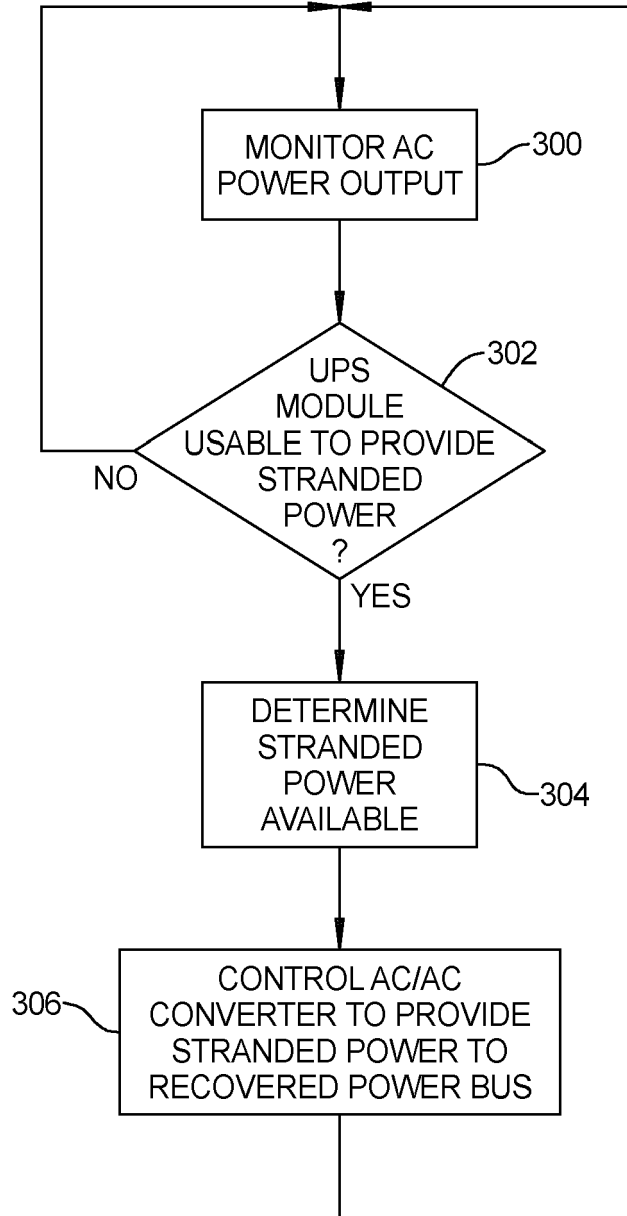 MONITOR AC
POWER OUTPUT
300
302
UPS
MODULE
USABLE TO PROVIDE
STRANDED
POWER
?
NO
YES
DETERMINE
STRANDED
POWER
AVAILABLE
304
306
CONTROL AC/AC
CONVERTER TO PROVIDE
STRANDED POWER TO
RECOVERED POWER BUS